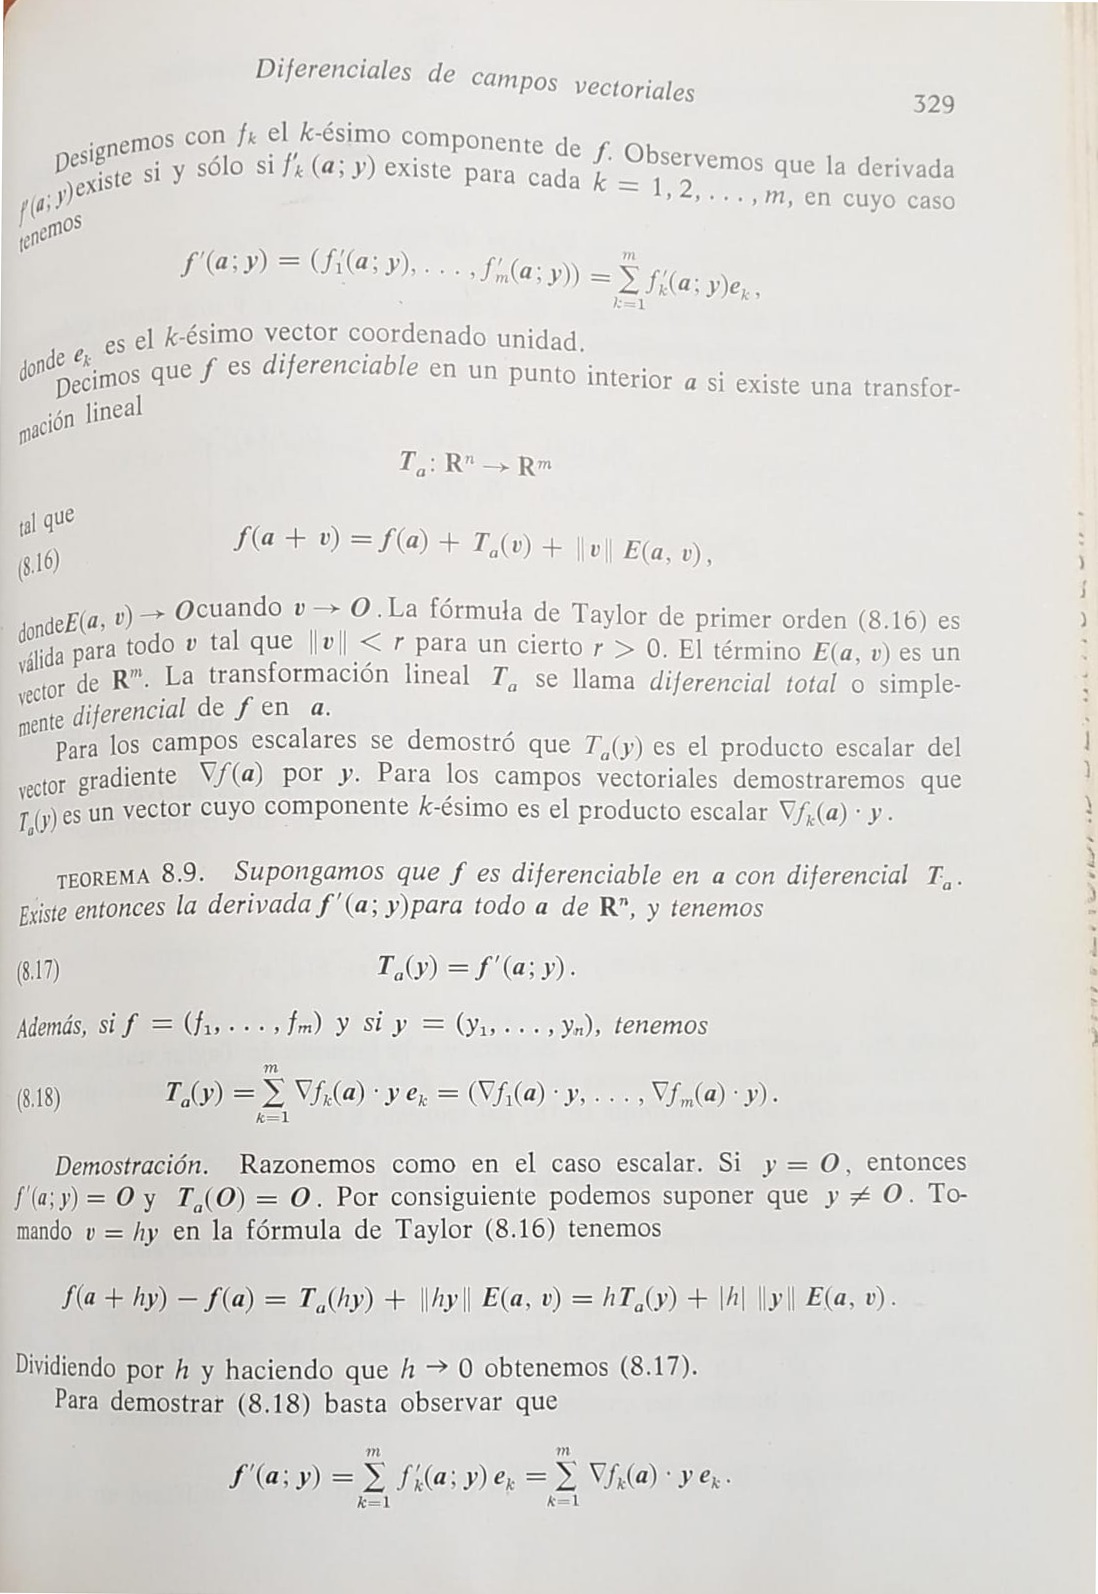 Diferenciales de campos vectoriales
329
Designemos con fₖ el k-ésimo componente de f. Observemos que la derivada
f'(a; y) existe si y sólo si f'ₖ (a; y) existe para cada k = 1, 2, . . . , m, en cuyo caso
tenemos
f'(a; y) = (f'₁(a; y), . . . , f'ₘ(a; y)) = ∑ₖ₌₁ᵐ f'ₖ(a; y)eₖ,
donde eₖ es el k-ésimo vector coordenado unidad.
Decimos que f es diferenciable en un punto interior a si existe una transfor-
mación lineal
Tₐ: Rⁿ → Rᵐ
tal que
(8.16) f(a + v) = f(a) + Tₐ(v) + ‖v‖ E(a, v),
donde E(a, v) → O cuando v → O. La fórmula de Taylor de primer orden (8.16) es
válida para todo v tal que ‖v‖ < r para un cierto r > 0. El término E(a, v) es un
vector de Rᵐ. La transformación lineal Tₐ se llama diferencial total o simple-
mente diferencial de f en a.
Para los campos escalares se demostró que Tₐ(y) es el producto escalar del
vector gradiente ∇f(a) por y. Para los campos vectoriales demostraremos que
Tₐ(y) es un vector cuyo componente k-ésimo es el producto escalar ∇fₖ(a) · y.
TEOREMA 8.9. Supongamos que f es diferenciable en a con diferencial Tₐ.
Existe entonces la derivada f'(a; y) para todo a de Rⁿ, y tenemos
(8.17) Tₐ(y) = f'(a; y).
Además, si f = (f₁, . . . , fₘ) y si y = (y₁, . . . , yₙ), tenemos
(8.18) Tₐ(y) = ∑ₖ₌₁ᵐ ∇fₖ(a) · y eₖ = (∇f₁(a) · y, . . . , ∇fₘ(a) · y).
Demostración. Razonemos como en el caso escalar. Si y = O, entonces
f'(a; y) = O y Tₐ(O) = O. Por consiguiente podemos suponer que y ≠ O. To-
mando v = hy en la fórmula de Taylor (8.16) tenemos
f(a + hy) − f(a) = Tₐ(hy) + ‖hy‖ E(a, v) = hTₐ(y) + |h| ‖y‖ E(a, v).
Dividiendo por h y haciendo que h → 0 obtenemos (8.17).
Para demostrar (8.18) basta observar que
f'(a; y) = ∑ₖ₌₁ᵐ f'ₖ(a; y) eₖ = ∑ₖ₌₁ᵐ ∇fₖ(a) · y eₖ.